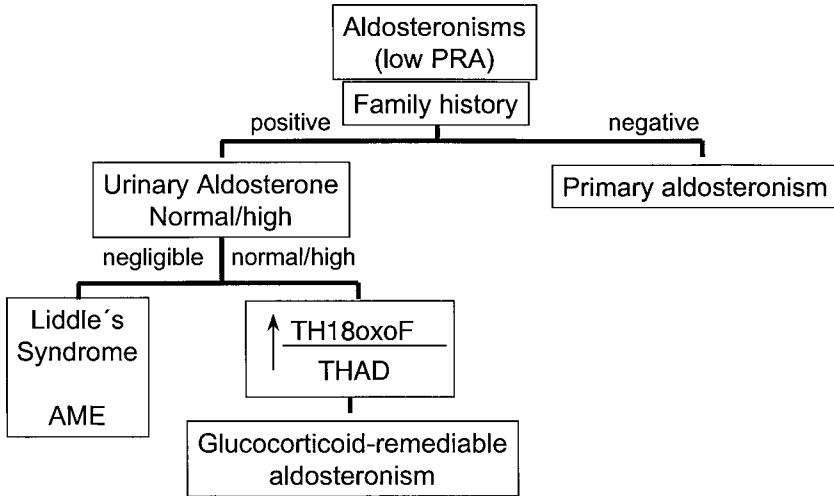 Aldosteronisms
(low PRA)
Family history
positive
negative
Urinary Aldosterone
Normal/high
Primary aldosteronism
negligible
normal/high
Liddle´s
Syndrome
AME
TH18oxoF
THAD
Glucocorticoid-remediable
aldosteronism